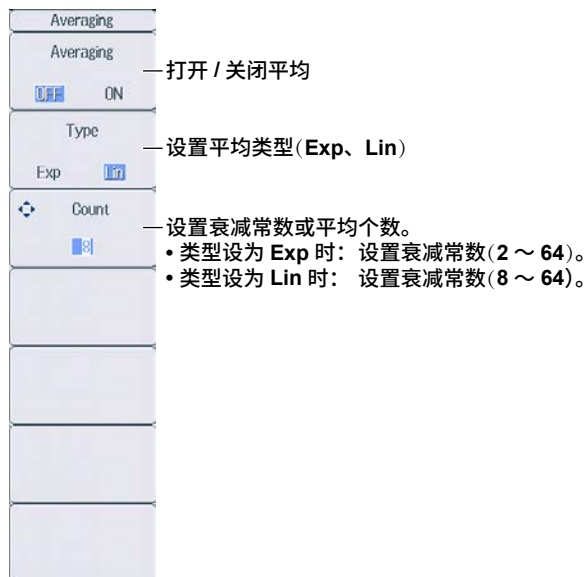 Averaging
Averaging
OFF ON
打开 / 关闭平均
Type
Exp Lin
设置平均类型(Exp、Lin)
Count
8
设置衰减常数或平均个数。
• 类型设为 Exp 时：设置衰减常数(2～64)。
• 类型设为 Lin 时： 设置衰减常数(8～64)。